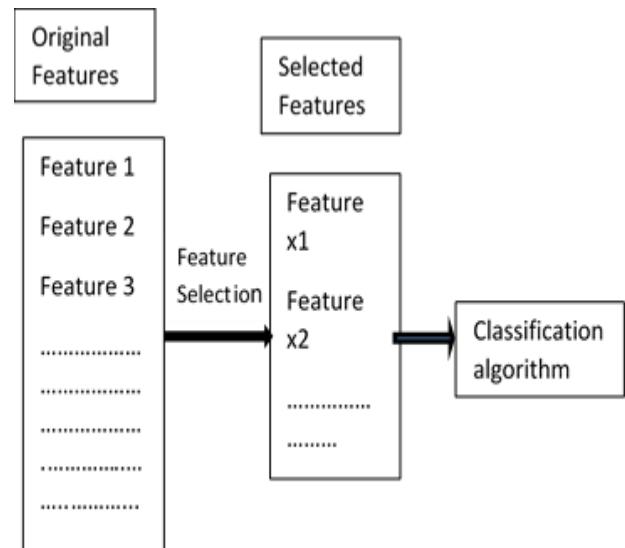 Original
Features
Selected
Features
Feature 1
Feature 2
Feature 3
..................
..................
..................
..................
..................
Feature
Selection
Feature
x1
Feature
x2
...............
.........
Classification
algorithm